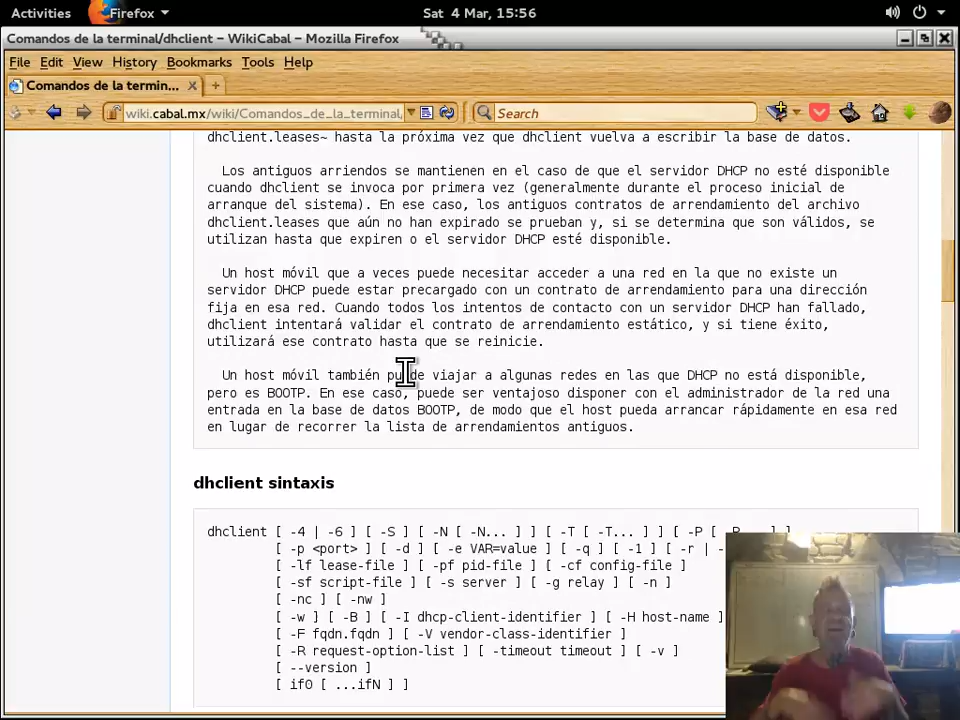 Activities Firefox Sat 4 Mar, 15:56
Comandos de la terminal/dhclient – WikiCabal – Mozilla Firefox
File Edit View History Bookmarks Tools Help
Comandos de la termin...
wiki.cabal.mx/wiki/Comandos_de_la_terminal, Search
dhclient.leases~ hasta la próxima vez que dhclient vuelva a escribir la base de datos.
Los antiguos arriendos se mantienen en el caso de que el servidor DHCP no esté disponible
cuando dhclient se invoca por primera vez (generalmente durante el proceso inicial de
arranque del sistema). En ese caso, los antiguos contratos de arrendamiento del archivo
dhclient.leases que aún no han expirado se prueban y, si se determina que son válidos, se
utilizan hasta que expiren o el servidor DHCP esté disponible.
Un host móvil que a veces puede necesitar acceder a una red en la que no existe un
servidor DHCP puede estar precargado con un contrato de arrendamiento para una dirección
fija en esa red. Cuando todos los intentos de contacto con un servidor DHCP han fallado,
dhclient intentará validar el contrato de arrendamiento estático, y si tiene éxito,
utilizará ese contrato hasta que se reinicie.
Un host móvil también puede viajar a algunas redes en las que DHCP no está disponible,
pero es BOOTP. En ese caso, puede ser ventajoso disponer con el administrador de la red una
entrada en la base de datos BOOTP, de modo que el host pueda arrancar rápidamente en esa red
en lugar de recorrer la lista de arrendamientos antiguos.
dhclient sintaxis
dhclient [ -4 | -6 ] [ -S ] [ -N [ -N... ] ] [ -T [ -T... ] ] [ -P [ -P... ] ]
[ -p <port> ] [ -d ] [ -e VAR=value ] [ -q ] [ -1 ] [ -r | -
[ -lf lease-file ] [ -pf pid-file ] [ -cf config-file ]
[ -sf script-file ] [ -s server ] [ -g relay ] [ -n ]
[ -nc ] [ -nw ]
[ -w ] [ -B ] [ -I dhcp-client-identifier ] [ -H host-name ]
[ -F fqdn.fqdn ] [ -V vendor-class-identifier ]
[ -R request-option-list ] [ -timeout timeout ] [ -v ]
[ --version ]
[ if0 [ ...ifN ] ]